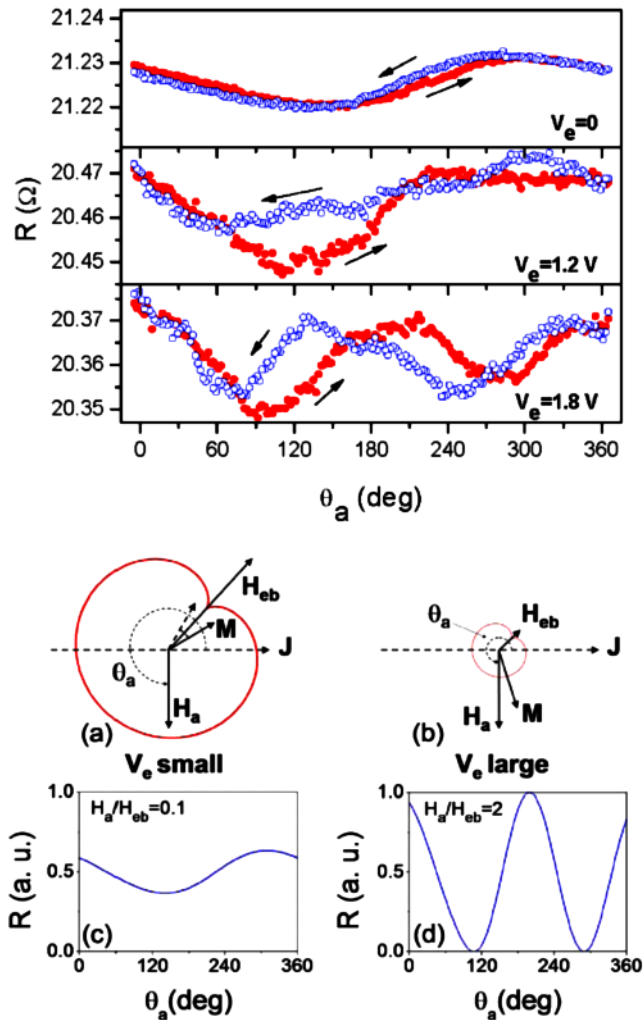 21.24
21.23
21.22
V_e=0
20.47
20.46
20.45
V_e=1.2 V
20.37
20.36
20.35
V_e=1.8 V
R (Ω)
0 60 120 180 240 300 360
θ_a (deg)
H_eb
M
J
θ_a
H_a
(a)
V_e small
H_eb
θ_a
J
H_a
M
(b)
V_e large
1.0
0.5
0.0
R (a. u.)
H_a/H_eb=0.1
(c)
0 120 240 360
θ_a(deg)
1.0
0.5
0.0
R (a. u.)
H_a/H_eb=2
(d)
0 120 240 360
θ_a(deg)